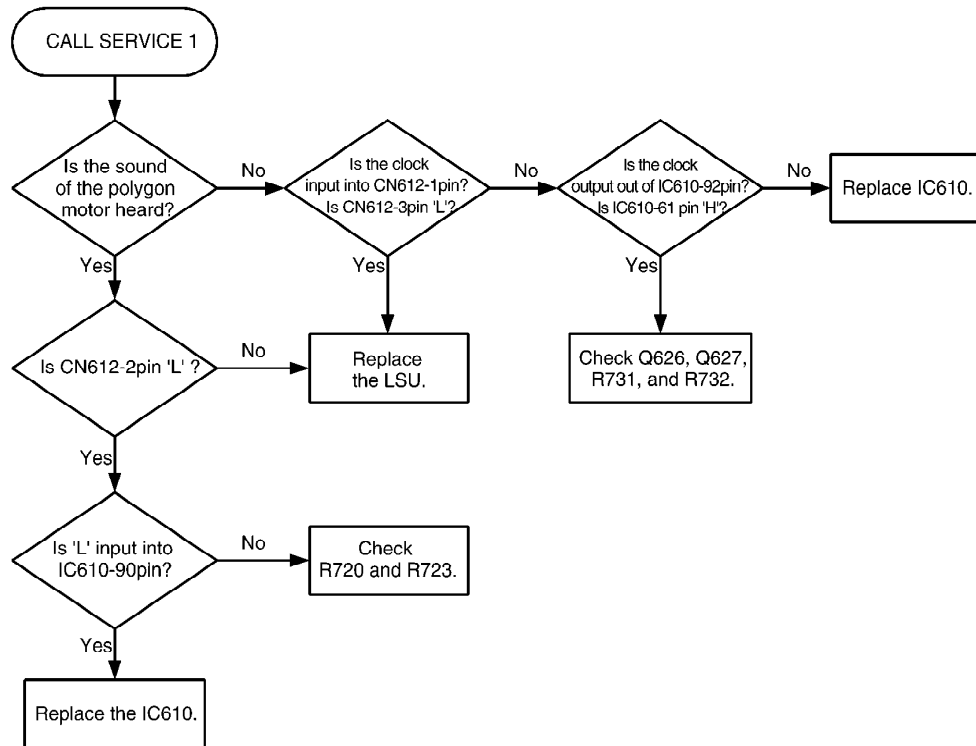 CALL SERVICE 1
Is the sound
of the polygon
motor heard?
No
Is the clock
input into CN612-1pin?
Is CN612-3pin 'L'?
No
Is the clock
output out of IC610-92pin?
Is IC610-61 pin 'H'?
No
Replace IC610.
Yes
Yes
Yes
Is CN612-2pin 'L' ?
No
Replace
the LSU.
Check Q626, Q627,
R731, and R732.
Yes
Is 'L' input into
IC610-90pin?
No
Check
R720 and R723.
Yes
Replace the IC610.